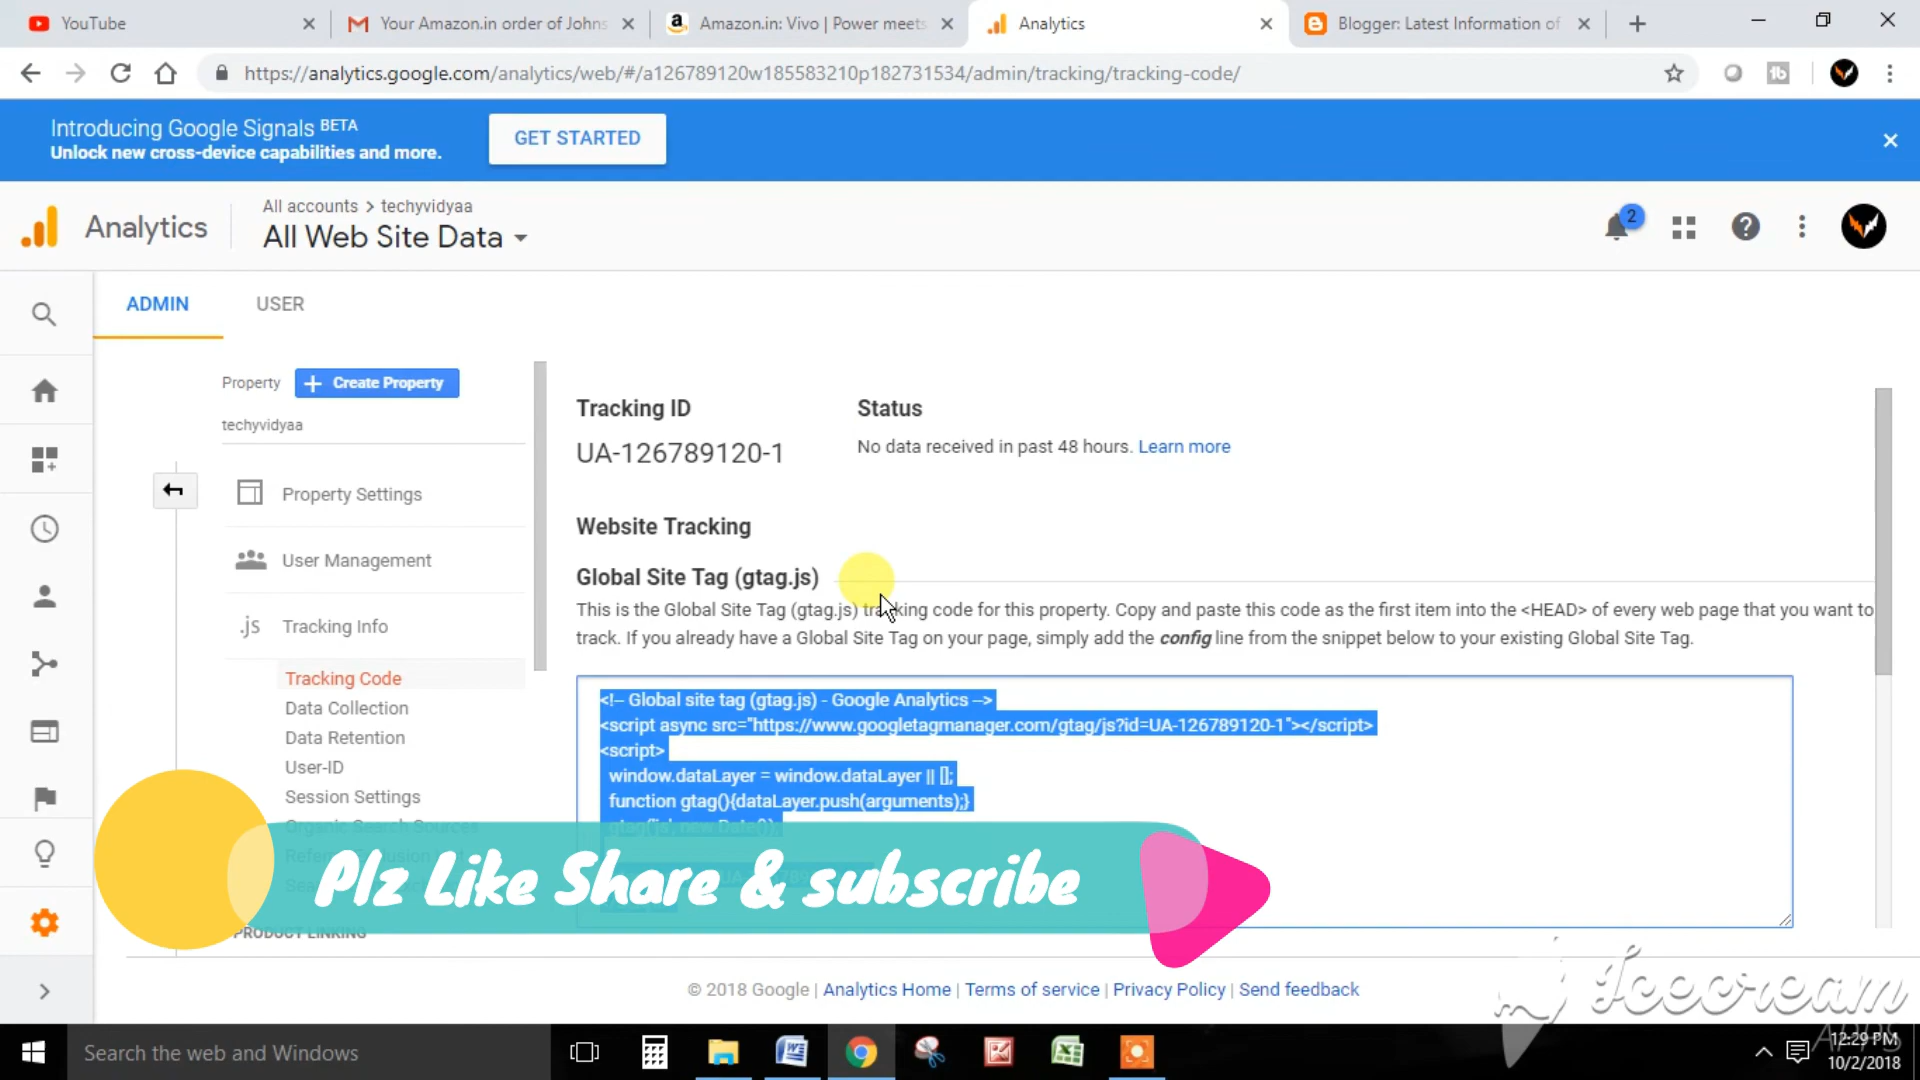 YouTube
Your Amazon.in order of Johns
Amazon.in: Vivo | Power meets
Analytics
Blogger: Latest Information of
https://analytics.google.com/analytics/web/#/a126789120w185583210p182731534/admin/tracking/tracking-code/
Introducing Google Signals BETA
Unlock new cross-device capabilities and more.
GET STARTED
Analytics
All accounts > techyvidyaa
All Web Site Data
2
ADMIN
USER
Property
+ Create Property
techyvidyaa
Property Settings
User Management
.js Tracking Info
Tracking Code
Data Collection
Data Retention
User-ID
Session Settings
Organic Search Sources
PRODUCT LINKING
Tracking ID
UA-126789120-1
Status
No data received in past 48 hours. Learn more
Website Tracking
Global Site Tag (gtag.js)
This is the Global Site Tag (gtag.js) tracking code for this property. Copy and paste this code as the first item into the <HEAD> of every web page that you want to
track. If you already have a Global Site Tag on your page, simply add the config line from the snippet below to your existing Global Site Tag.
<!-- Global site tag (gtag.js) - Google Analytics -->
<script async src="https://www.googletagmanager.com/gtag/js?id=UA-126789120-1"></script>
<script>
window.dataLayer = window.dataLayer || [];
function gtag(){dataLayer.push(arguments);}
gtag('js', new Date());
Plz Like Share & subscribe
© 2018 Google | Analytics Home | Terms of service | Privacy Policy | Send feedback
Icecream
APPS
Search the web and Windows
12:29 PM
10/2/2018